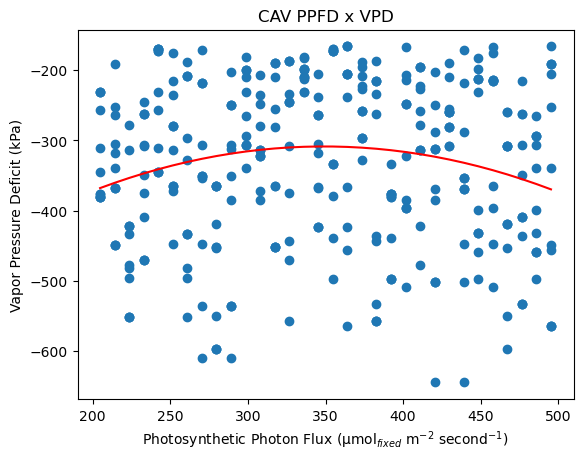 CAV PPFD x VPD
Vapor Pressure Deficit (kPa)
−200
−300
−400
−500
−600
200 250 300 350 400 450 500
Photosynthetic Photon Flux (μmol_fixed m⁻² second⁻¹)